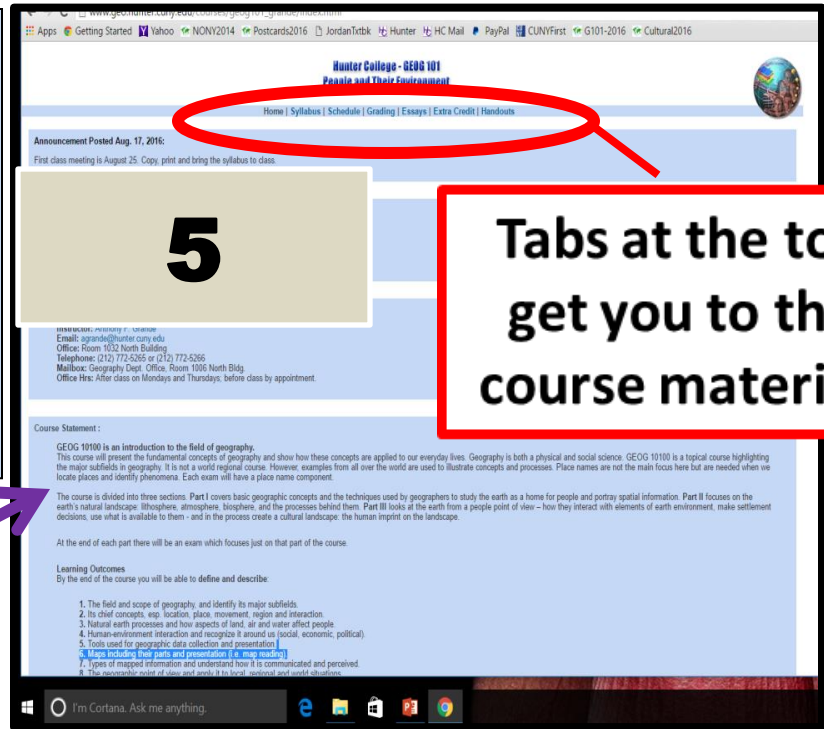 www.geo.hunter.cuny.edu/courses/geog101_grande/index.html
Apps Getting Started Yahoo NONY2014 Postcards2016 JordanTxtbk Hunter HC Mail PayPal CUNYFirst G101-2016 Cultural2016
Hunter College - GEOG 101
People and Their Environment
Home | Syllabus | Schedule | Grading | Essays | Extra Credit | Handouts
Announcement Posted Aug. 17, 2016:
First class meeting is August 25. Copy, print and bring the syllabus to class.
5
Tabs at the to
get you to th
course materi
Instructor: Anthony P. Grande
Email: agrande@hunter.cuny.edu
Office: Room 1032 North Building
Telephone: (212) 772-5265 or (212) 772-5266
Mailbox: Geography Dept. Office, Room 1006 North Bldg.
Office Hrs: After class on Mondays and Thursdays; before class by appointment.
Course Statement :
GEOG 10100 is an introduction to the field of geography.
This course will present the fundamental concepts of geography and show how these concepts are applied to our everyday lives. Geography is both a physical and social science. GEOG 10100 is a topical course highlighting
the major subfields in geography. It is not a world regional course. However, examples from all over the world are used to illustrate concepts and processes. Place names are not the main focus here but are needed when we
locate places and identify phenomena. Each exam will have a place name component.
The course is divided into three sections. Part I covers basic geographic concepts and the techniques used by geographers to study the earth as a home for people and portray spatial information. Part II focuses on the
earth's natural landscape: lithosphere, atmosphere, biosphere, and the processes behind them. Part III looks at the earth from a people point of view – how they interact with elements of earth environment, make settlement
decisions, use what is available to them - and in the process create a cultural landscape: the human imprint on the landscape.
At the end of each part there will be an exam which focuses just on that part of the course.
Learning Outcomes
By the end of the course you will be able to define and describe:
1. The field and scope of geography, and identify its major subfields.
2. Its chief concepts, esp. location, place, movement, region and interaction.
3. Natural earth processes and how aspects of land, air and water affect people.
4. Human-environment interaction and recognize it around us (social, economic, political).
5. Tools used for geographic data collection and presentation.
6. Maps including their parts and presentation (i.e. map reading).
7. Types of mapped information and understand how it is communicated and perceived.
8. The geographic point of view and apply it to local, regional and world situations.
I'm Cortana. Ask me anything.